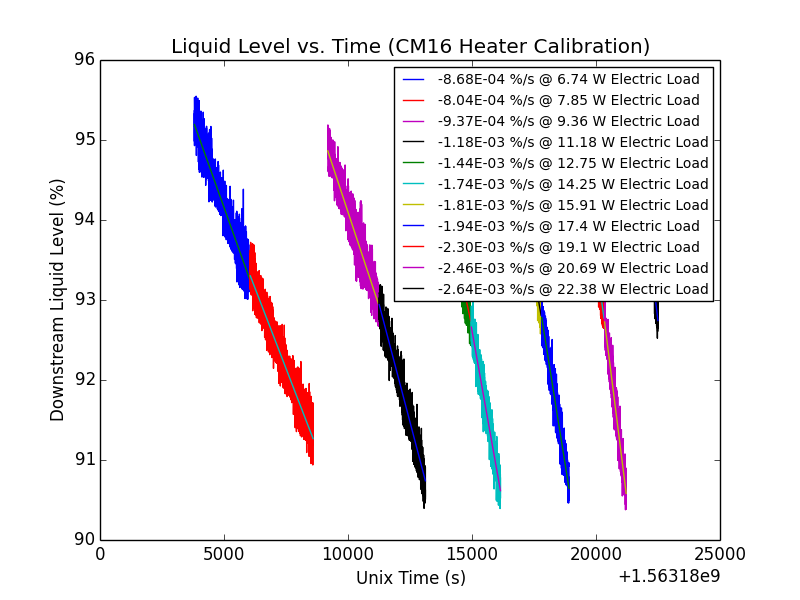 Liquid Level vs. Time (CM16 Heater Calibration)
96
95
94
93
92
91
90
Downstream Liquid Level (%)
-8.68E-04 %/s @ 6.74 W Electric Load
-8.04E-04 %/s @ 7.85 W Electric Load
-9.37E-04 %/s @ 9.36 W Electric Load
-1.18E-03 %/s @ 11.18 W Electric Load
-1.44E-03 %/s @ 12.75 W Electric Load
-1.74E-03 %/s @ 14.25 W Electric Load
-1.81E-03 %/s @ 15.91 W Electric Load
-1.94E-03 %/s @ 17.4 W Electric Load
-2.30E-03 %/s @ 19.1 W Electric Load
-2.46E-03 %/s @ 20.69 W Electric Load
-2.64E-03 %/s @ 22.38 W Electric Load
0 5000 10000 15000 20000 25000
Unix Time (s)
+1.56318e9